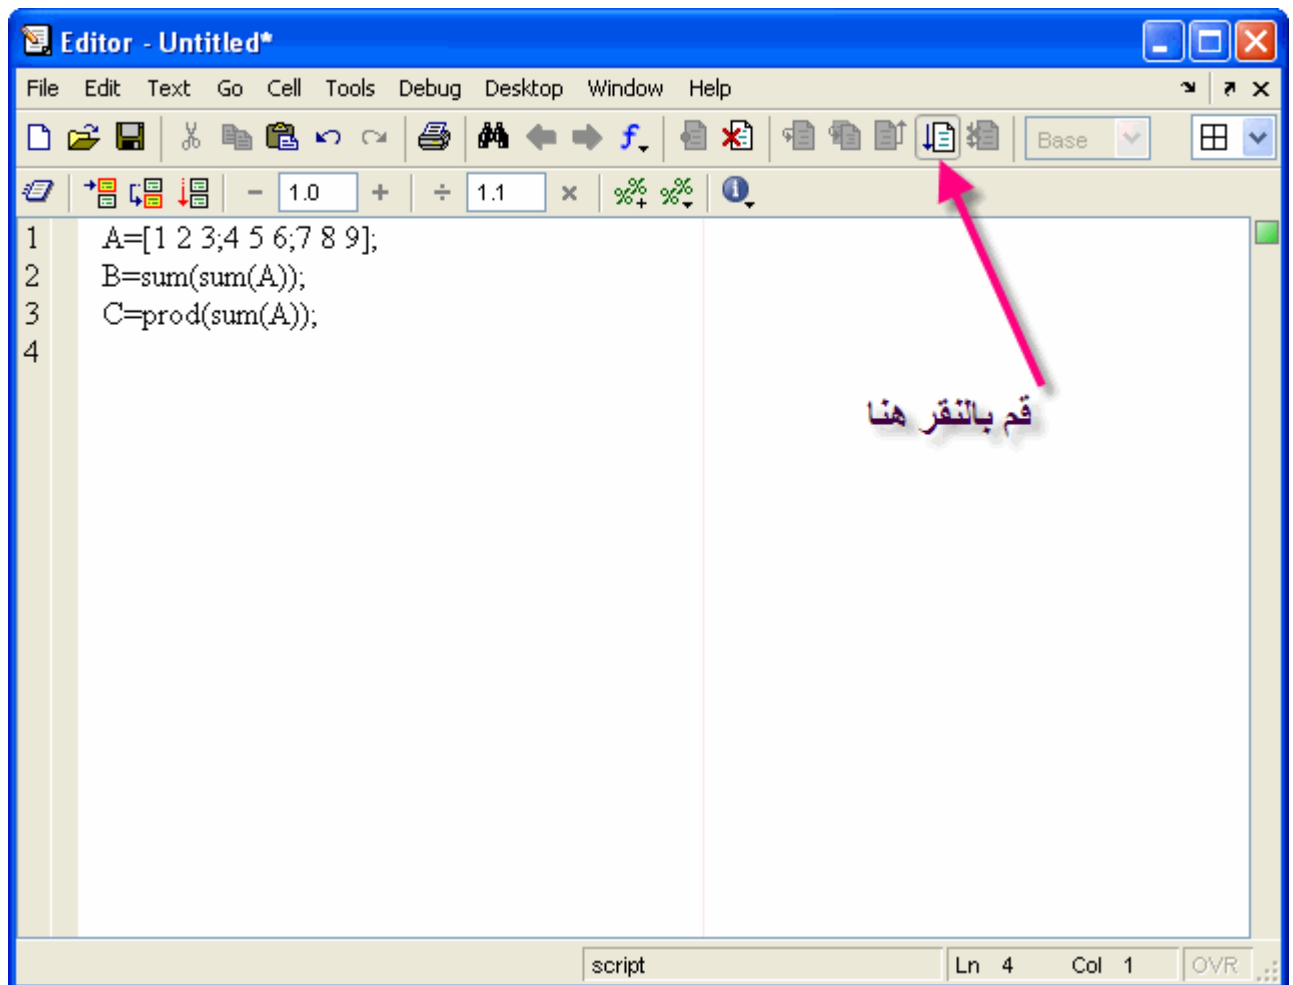 Editor - Untitled*
File Edit Text Go Cell Tools Debug Desktop Window Help
Base
1.0 1.1
1 A=[1 2 3;4 5 6;7 8 9];
2 B=sum(sum(A));
3 C=prod(sum(A));
4
قم بالنقر هنا
script Ln 4 Col 1 OVR